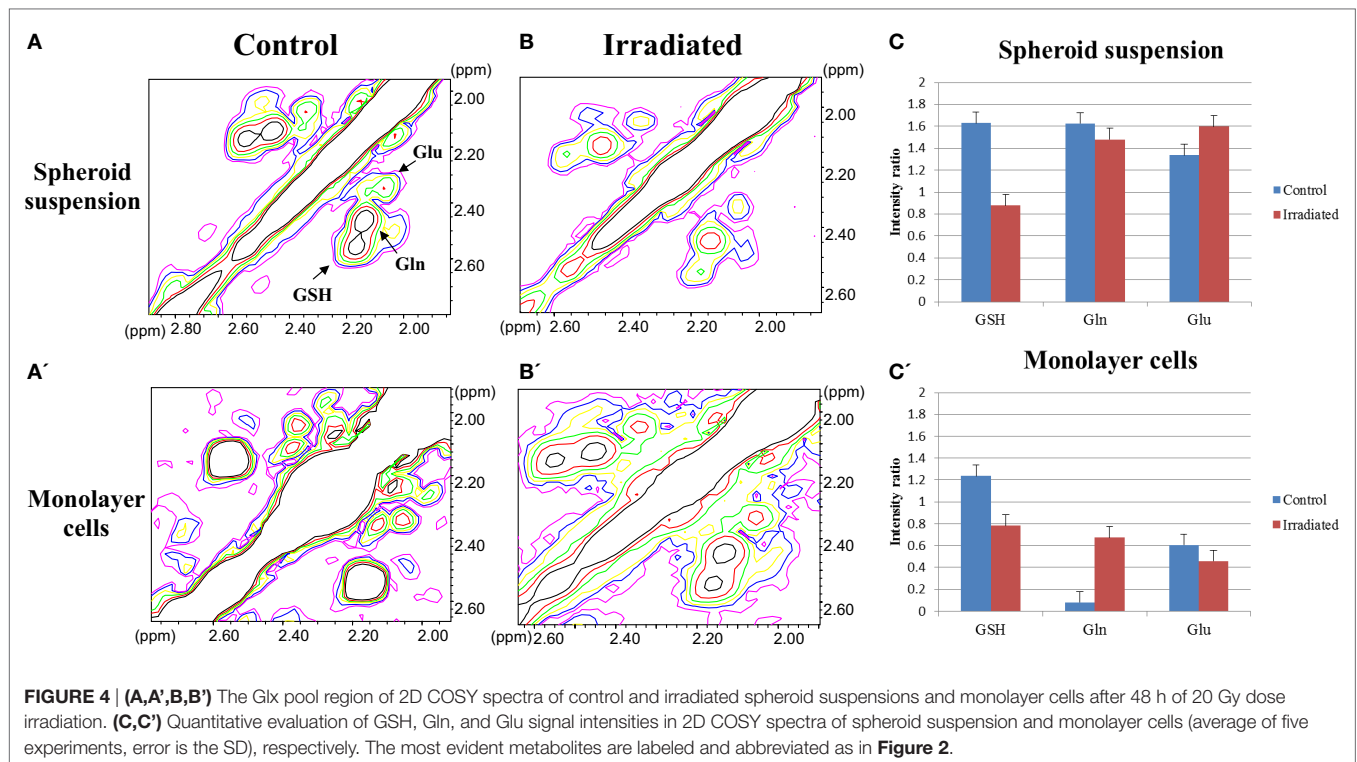 A Control B Irradiated C Spheroid suspension
(ppm)
2.00
2.20
2.40
2.60
Glu
Gln
GSH
(ppm) 2.80 2.60 2.40 2.20 2.00
Spheroid
suspension
(ppm)
2.00
2.20
2.40
2.60
(ppm) 2.60 2.40 2.20 2.00
Intensity ratio
2
1.8
1.6
1.4
1.2
1
0.8
0.6
0.4
0.2
0
GSH Gln Glu
Control
Irradiated
A´ B´ C´ Monolayer cells
(ppm)
2.00
2.20
2.40
2.60
(ppm) 2.60 2.40 2.20 2.00
Monolayer
cells
(ppm)
2.00
2.20
2.40
2.60
(ppm) 2.60 2.40 2.20 2.00
Intensity ratio
2
1.8
1.6
1.4
1.2
1
0.8
0.6
0.4
0.2
0
GSH Gln Glu
Control
Irradiated
FIGURE 4 | (A,A’,B,B’) The Glx pool region of 2D COSY spectra of control and irradiated spheroid suspensions and monolayer cells after 48 h of 20 Gy dose
irradiation. (C,C’) Quantitative evaluation of GSH, Gln, and Glu signal intensities in 2D COSY spectra of spheroid suspension and monolayer cells (average of five
experiments, error is the SD), respectively. The most evident metabolites are labeled and abbreviated as in Figure 2.